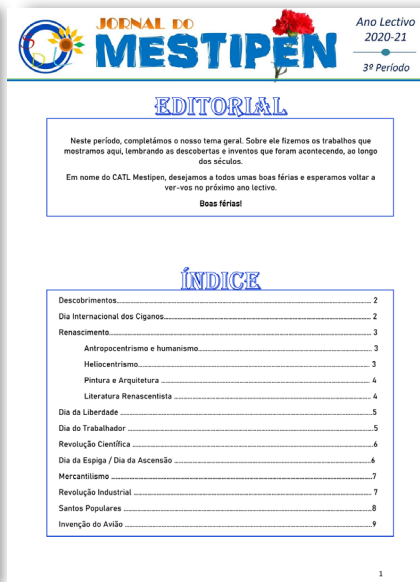 JORNAL DO
MESTIPEN
Ano Lectivo
2020-21
3º Período
EDITORIAL
Neste período, completámos o nosso tema geral. Sobre ele fizemos os trabalhos que
mostramos aqui, lembrando as descobertas e inventos que foram acontecendo, ao longo
dos séculos.
Em nome do CATL Mestipen, desejamos a todos umas boas férias e esperamos voltar a
ver-vos no próximo ano lectivo.
Boas férias!
ÍNDICE
Descobrimentos........ 2
Dia Internacional dos Ciganos........ 2
Renascimento........ 3
Antropocentrismo e humanismo........ 3
Heliocentrismo........ 3
Pintura e Arquitetura ........ 4
Literatura Renascentista ........ 4
Dia da Liberdade ........5
Dia do Trabalhador ........5
Revolução Científica ........6
Dia da Espiga / Dia da Ascensão ........6
Mercantilismo ........7
Revolução Industrial ........ 7
Santos Populares ........8
Invenção do Avião ........9
1